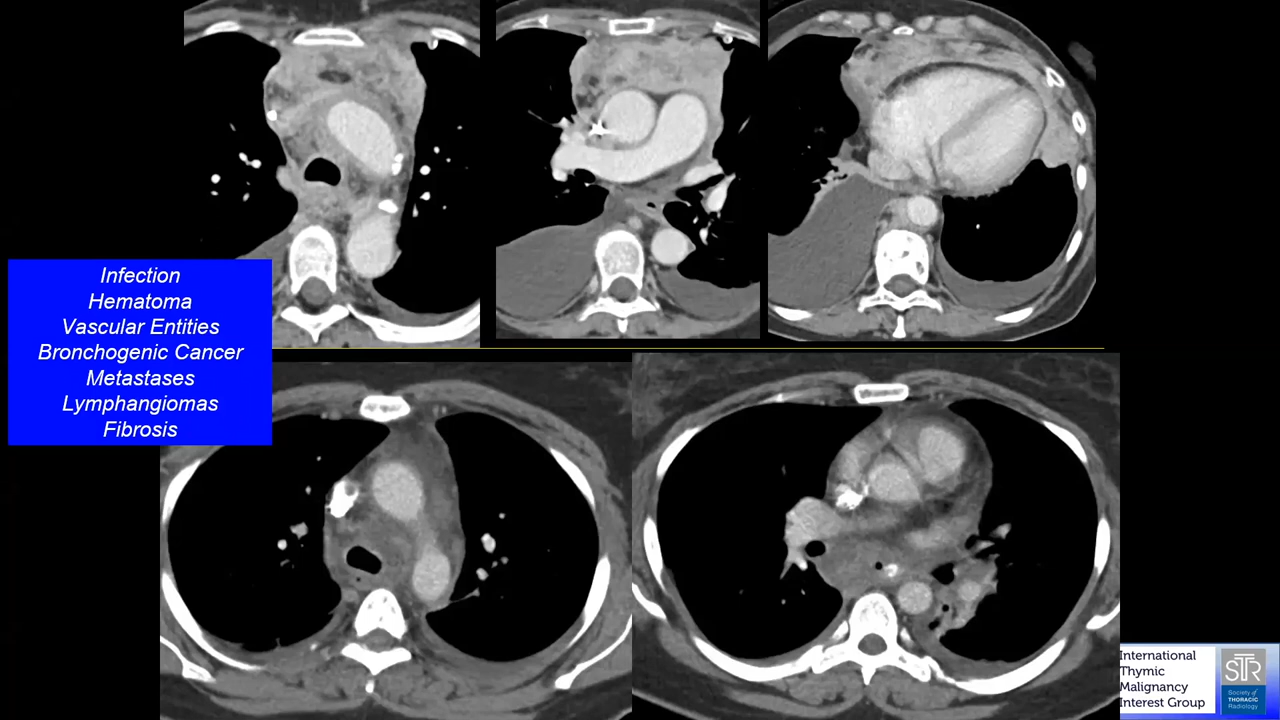 Infection
Hematoma
Vascular Entities
Bronchogenic Cancer
Metastases
Lymphangiomas
Fibrosis
International
Thymic
Malignancy
Interest Group
STR
Society of
THORACIC
Radiology